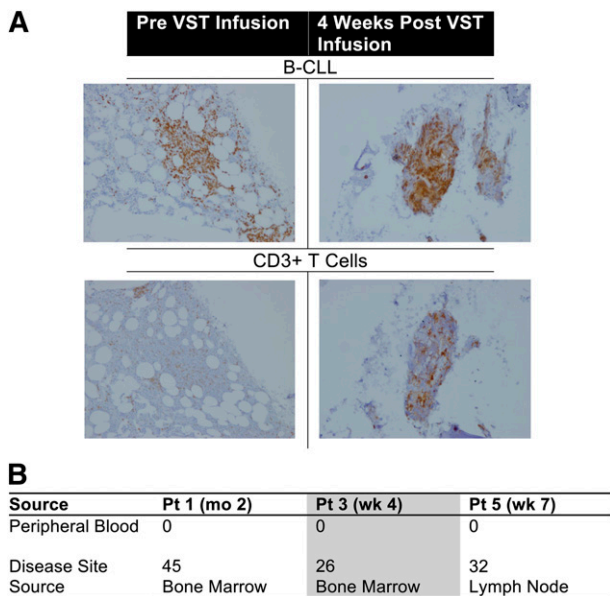 A
Pre VST Infusion
4 Weeks Post VST
Infusion
B-CLL
CD3+ T Cells
B
Source Pt 1 (mo 2) Pt 3 (wk 4) Pt 5 (wk 7)
Peripheral Blood 0 0 0
Disease Site 45 26 32
Source Bone Marrow Bone Marrow Lymph Node